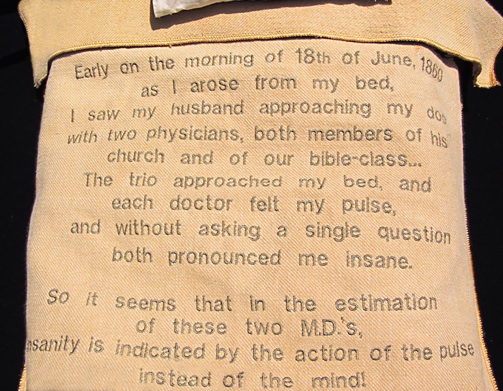 Early on the morning of 18th of June, 1860
as I arose from my bed,
I saw my husband approaching my
with two physicians, both members of his
church and of our bible-class...
The trio approached my bed, and
each doctor felt my pulse,
and without asking a single question
both pronounced me insane.
So it seems that in the estimation
of these two M.D.'s,
insanity is indicated by the action of the pulse
instead of the mind!